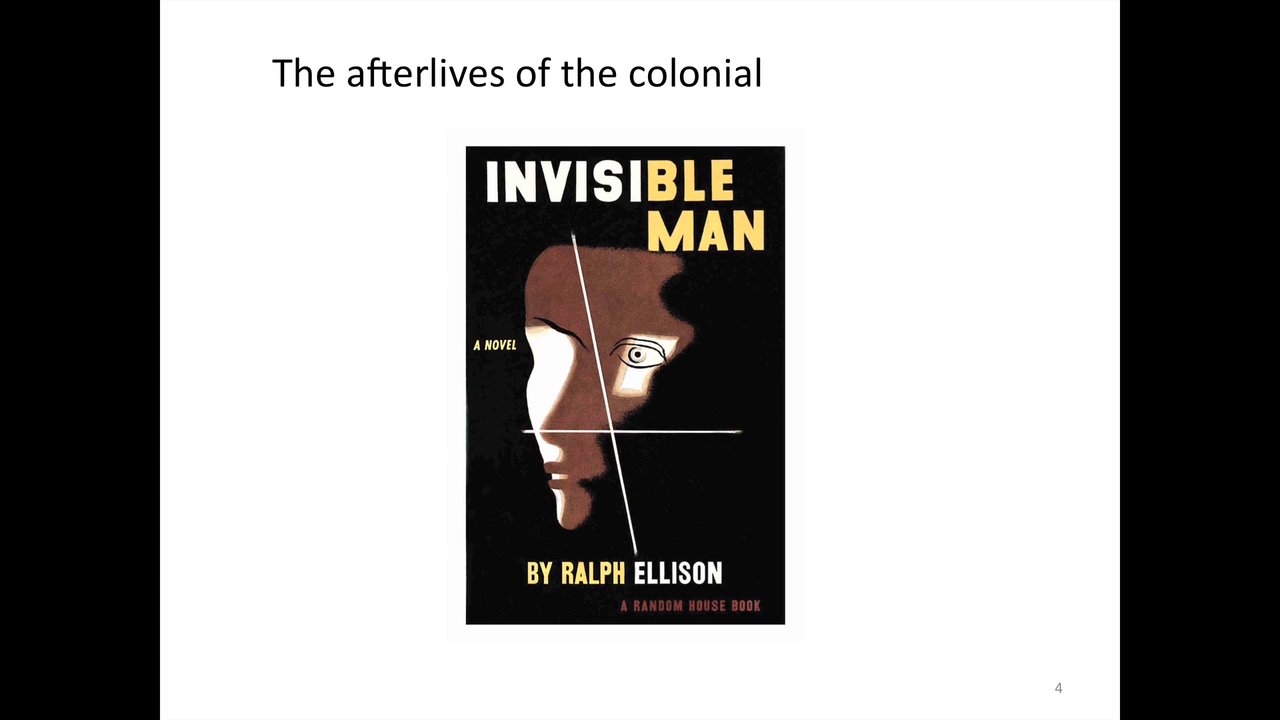 The afterlives of the colonial
INVISIBLE
MAN
A NOVEL
BY RALPH ELLISON
A RANDOM HOUSE BOOK
4